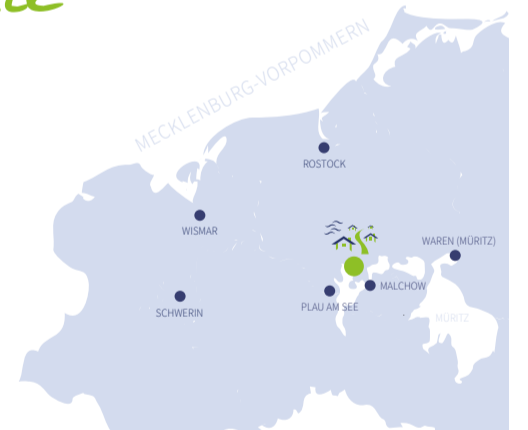 MECKLENBURG-VORPOMMERN
ROSTOCK
WISMAR
WAREN (MÜRITZ)
MALCHOW
PLAU AM SEE
SCHWERIN
MÜRITZ